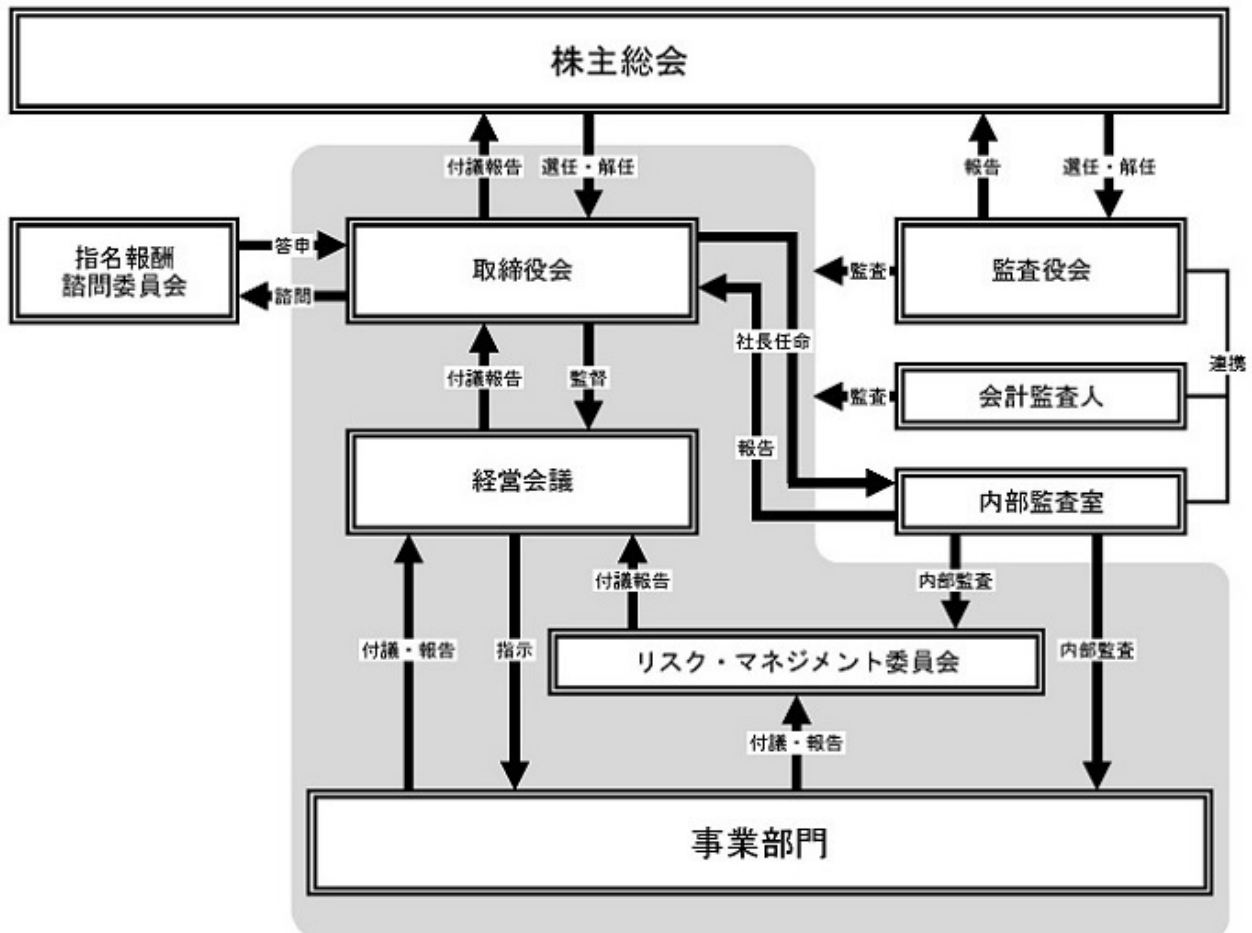 株主総会
付議報告
選任・解任
報告
選任・解任
指名報酬
諮問委員会
答申
諮問
取締役会
監査
監査役会
社長任命
連携
付議報告
監督
監査
会計監査人
報告
経営会議
内部監査室
付議報告
内部監査
付議・報告
指示
リスク・マネジメント委員会
内部監査
付議・報告
事業部門